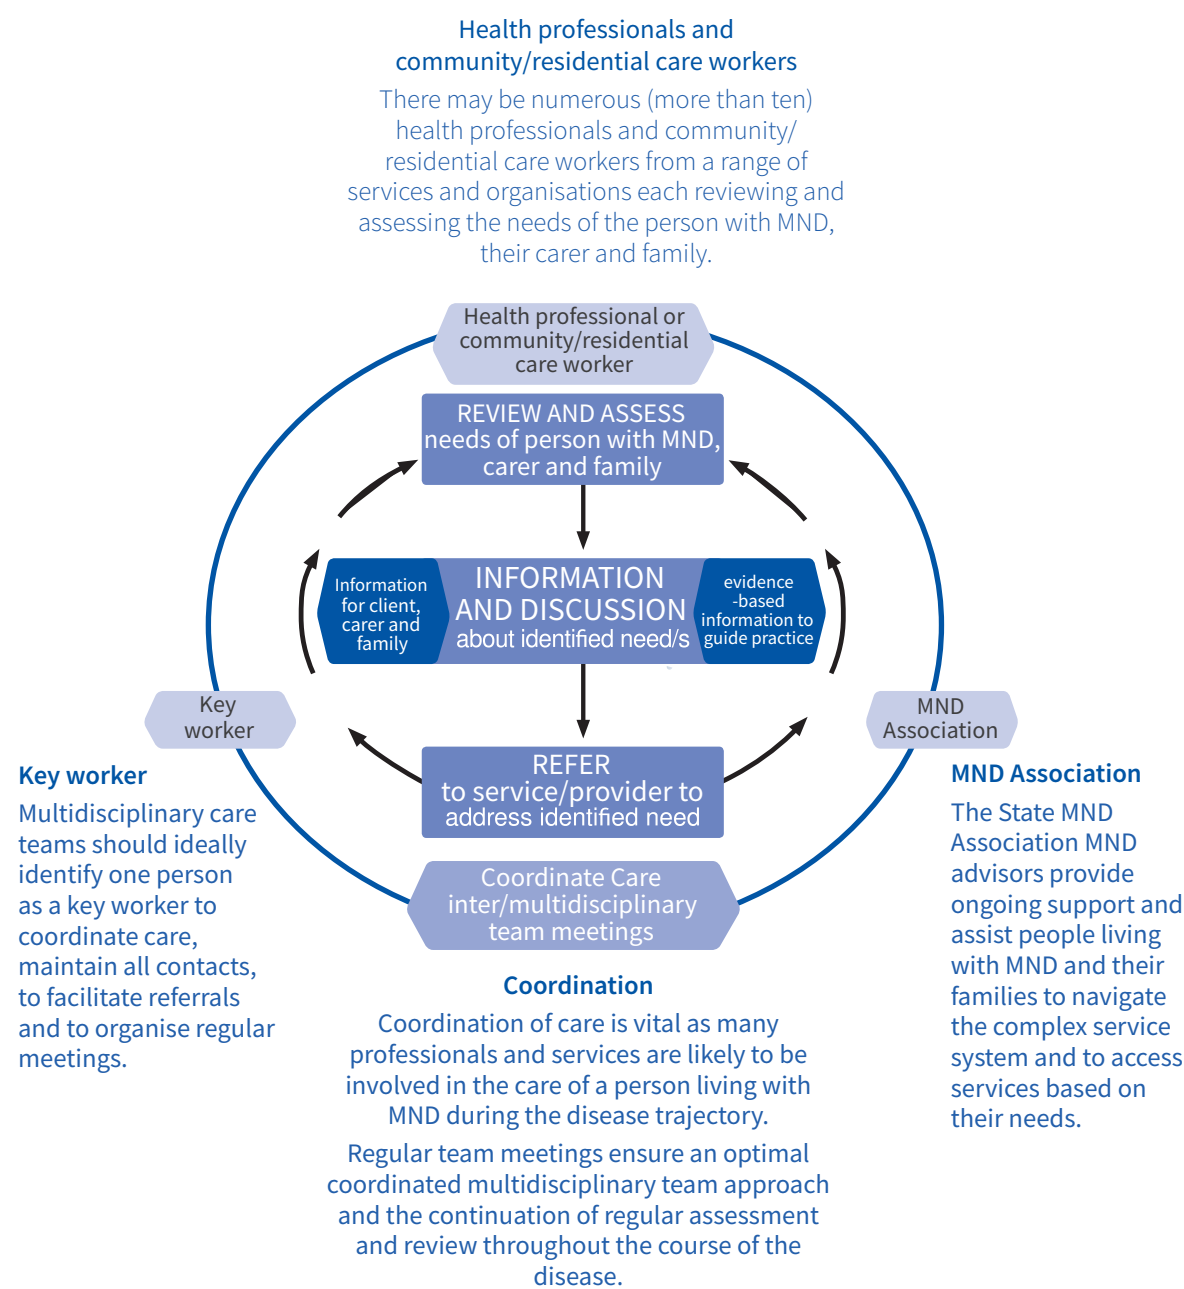 Health professionals and
community/residential care workers
There may be numerous (more than ten)
health professionals and community/
residential care workers from a range of
services and organisations each reviewing and
assessing the needs of the person with MND,
their carer and family.
Health professional or
community/residential
care worker
REVIEW AND ASSESS
needs of person with MND,
carer and family
Information
for client,
carer and
family
INFORMATION
AND DISCUSSION
about identified need/s
evidence
-based
information to
guide practice
Key
worker
MND
Association
REFER
to service/provider to
address identified need
Coordinate Care
inter/multidisciplinary
team meetings
Key worker
Multidisciplinary care
teams should ideally
identify one person
as a key worker to
coordinate care,
maintain all contacts,
to facilitate referrals
and to organise regular
meetings.
MND Association
The State MND
Association MND
advisors provide
ongoing support and
assist people living
with MND and their
families to navigate
the complex service
system and to access
services based on
their needs.
Coordination
Coordination of care is vital as many
professionals and services are likely to be
involved in the care of a person living with
MND during the disease trajectory.
Regular team meetings ensure an optimal
coordinated multidisciplinary team approach
and the continuation of regular assessment
and review throughout the course of the
disease.